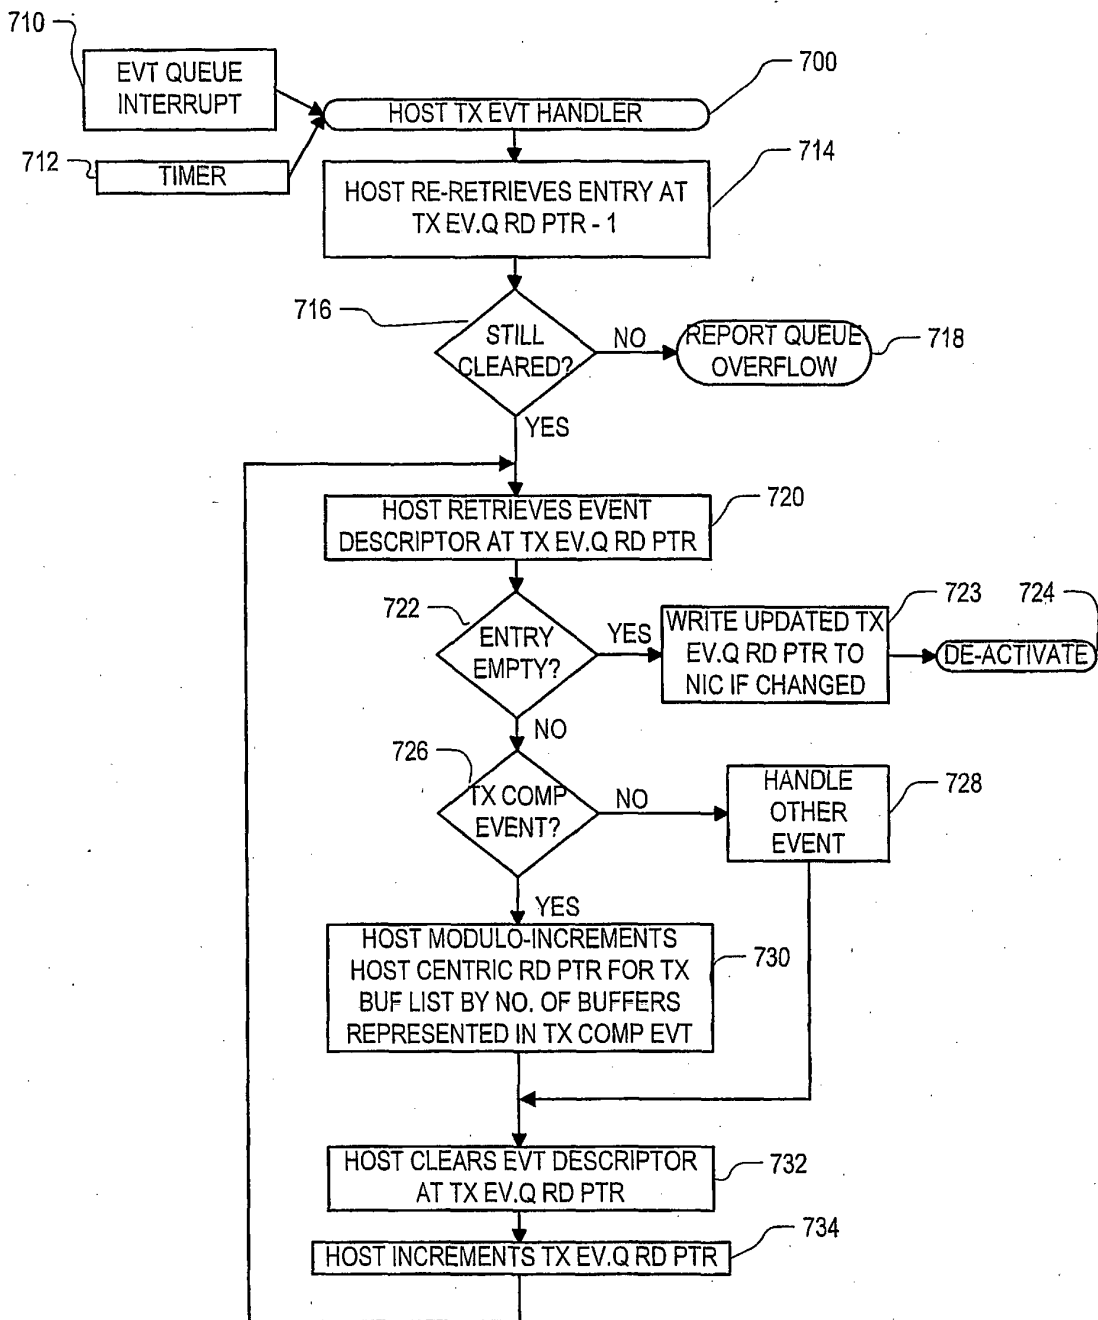 710
EVT QUEUE
INTERRUPT
700
HOST TX EVT HANDLER
712
TIMER
714
HOST RE-RETRIEVES ENTRY AT
TX EV.Q RD PTR - 1
716
STILL
CLEARED?
NO
REPORT QUEUE
OVERFLOW
718
YES
720
HOST RETRIEVES EVENT
DESCRIPTOR AT TX EV.Q RD PTR
722
ENTRY
EMPTY?
YES
723
WRITE UPDATED TX
EV.Q RD PTR TO
NIC IF CHANGED
724
DE-ACTIVATE
NO
726
TX COMP
EVENT?
NO
HANDLE
OTHER
EVENT
728
YES
HOST MODULO-INCREMENTS
HOST CENTRIC RD PTR FOR TX
BUF LIST BY NO. OF BUFFERS
REPRESENTED IN TX COMP EVT
730
HOST CLEARS EVT DESCRIPTOR
AT TX EV.Q RD PTR
732
734
HOST INCREMENTS TX EV.Q RD PTR